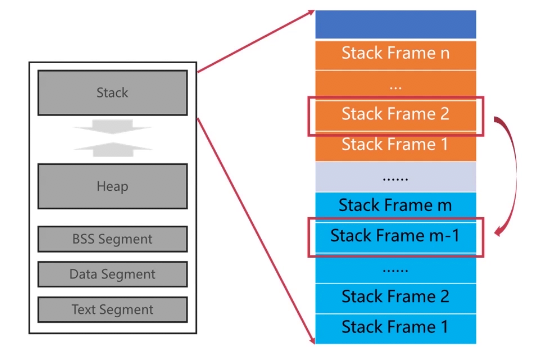 Stack
Heap
BSS Segment
Data Segment
Text Segment
Stack Frame n
...
Stack Frame 2
Stack Frame 1
......
Stack Frame m
Stack Frame m-1
......
Stack Frame 2
Stack Frame 1